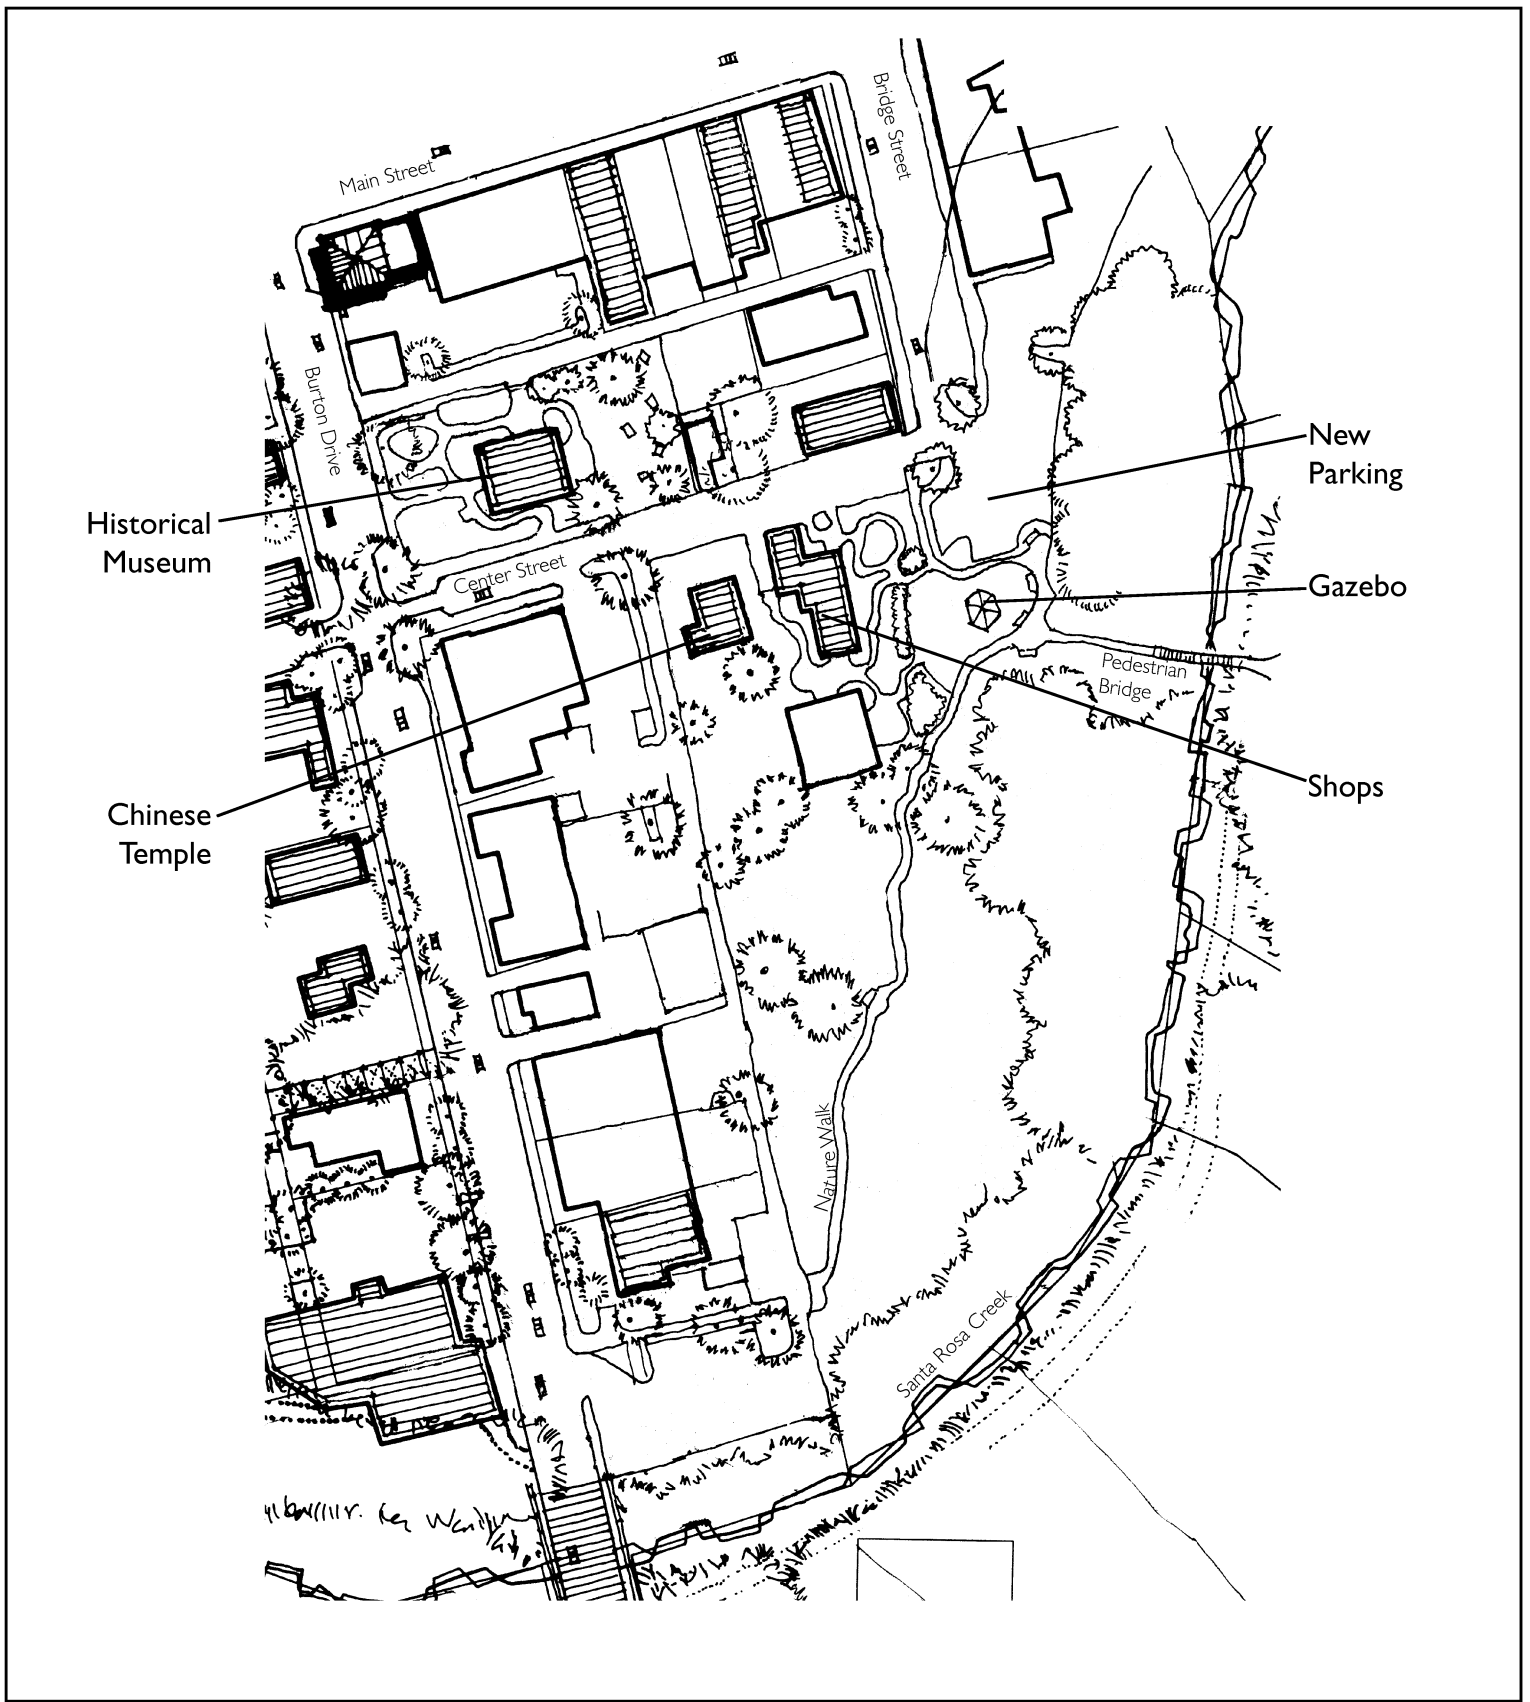 Main Street
Bridge Street
Burton Drive
New
Parking
Historical
Museum
Center Street
Gazebo
Pedestrian
Bridge
Shops
Chinese
Temple
Nature Walk
Santa Rosa Creek